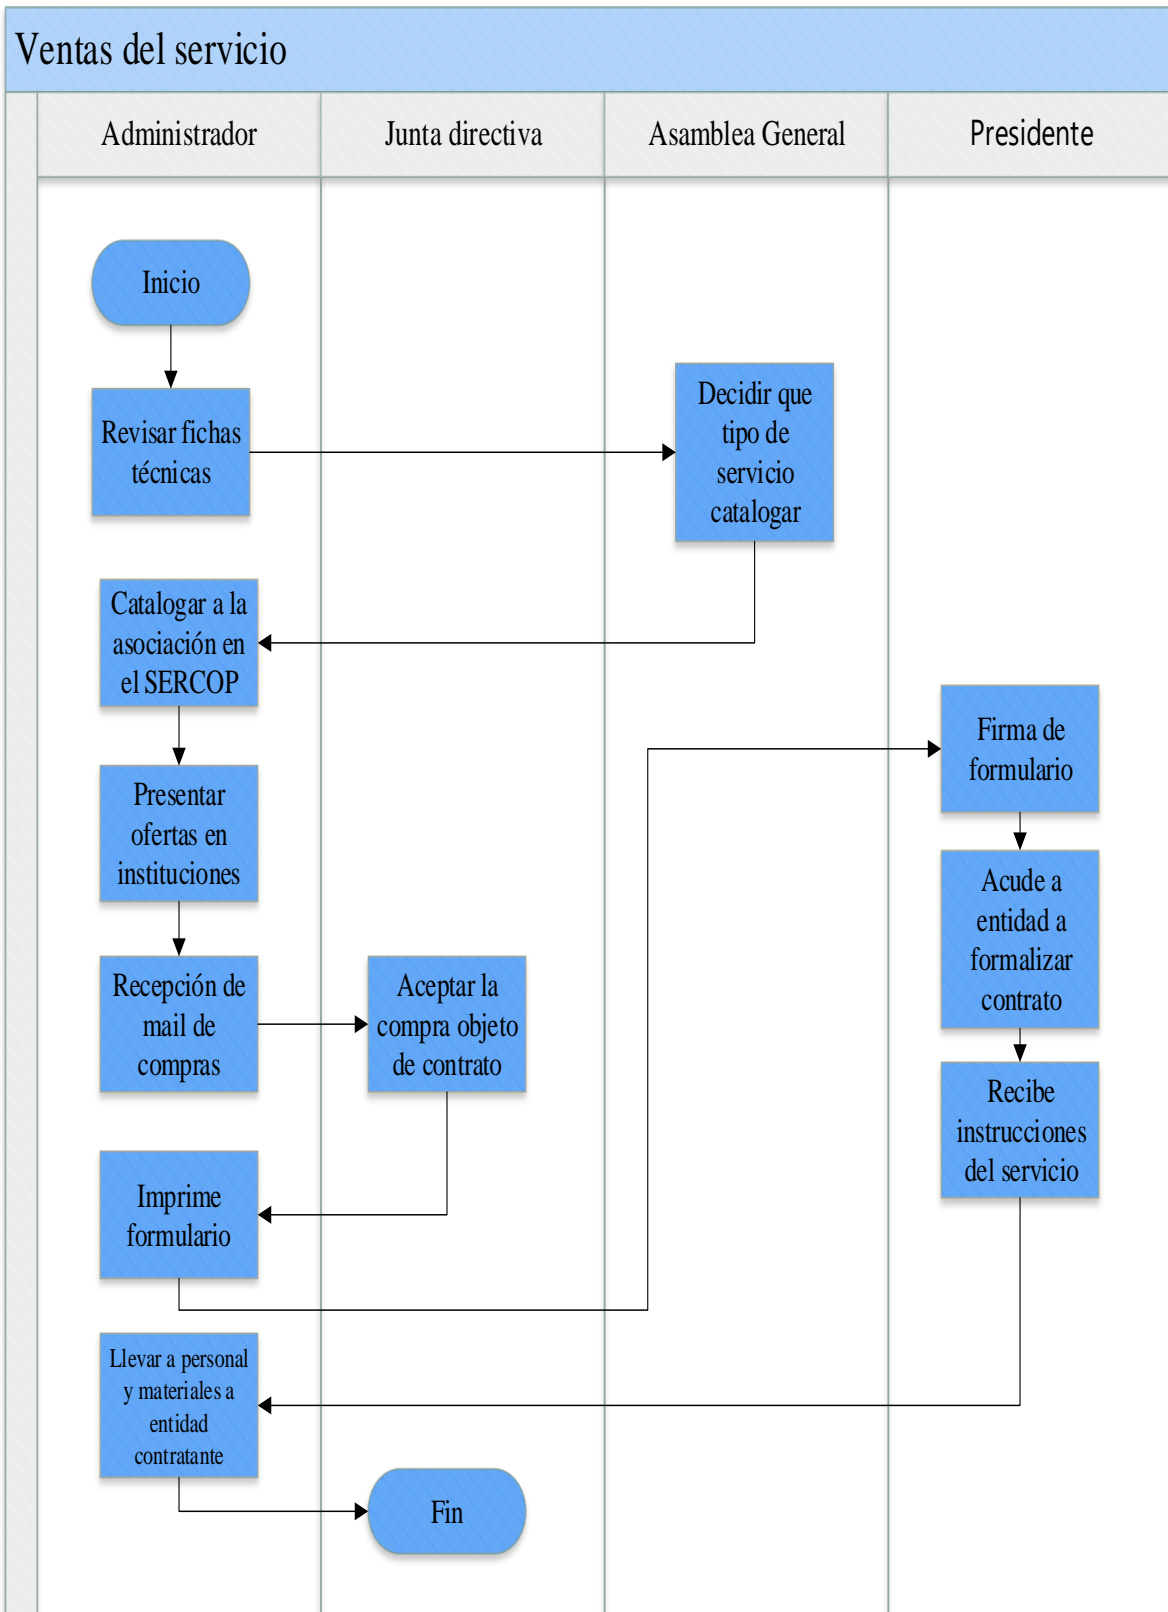 Ventas del servicio
Administrador
Junta directiva
Asamblea General
Presidente
Inicio
Revisar fichas
técnicas
Decidir que
tipo de
servicio
catalogar
Catalogar a la
asociación en
el SERCOP
Presentar
ofertas en
instituciones
Recepción de
mail de
compras
Aceptar la
compra objeto
de contrato
Imprime
formulario
Firma de
formulario
Acude a
entidad a
formalizar
contrato
Recibe
instrucciones
del servicio
Llevar a personal
y materiales a
entidad
contratante
Fin